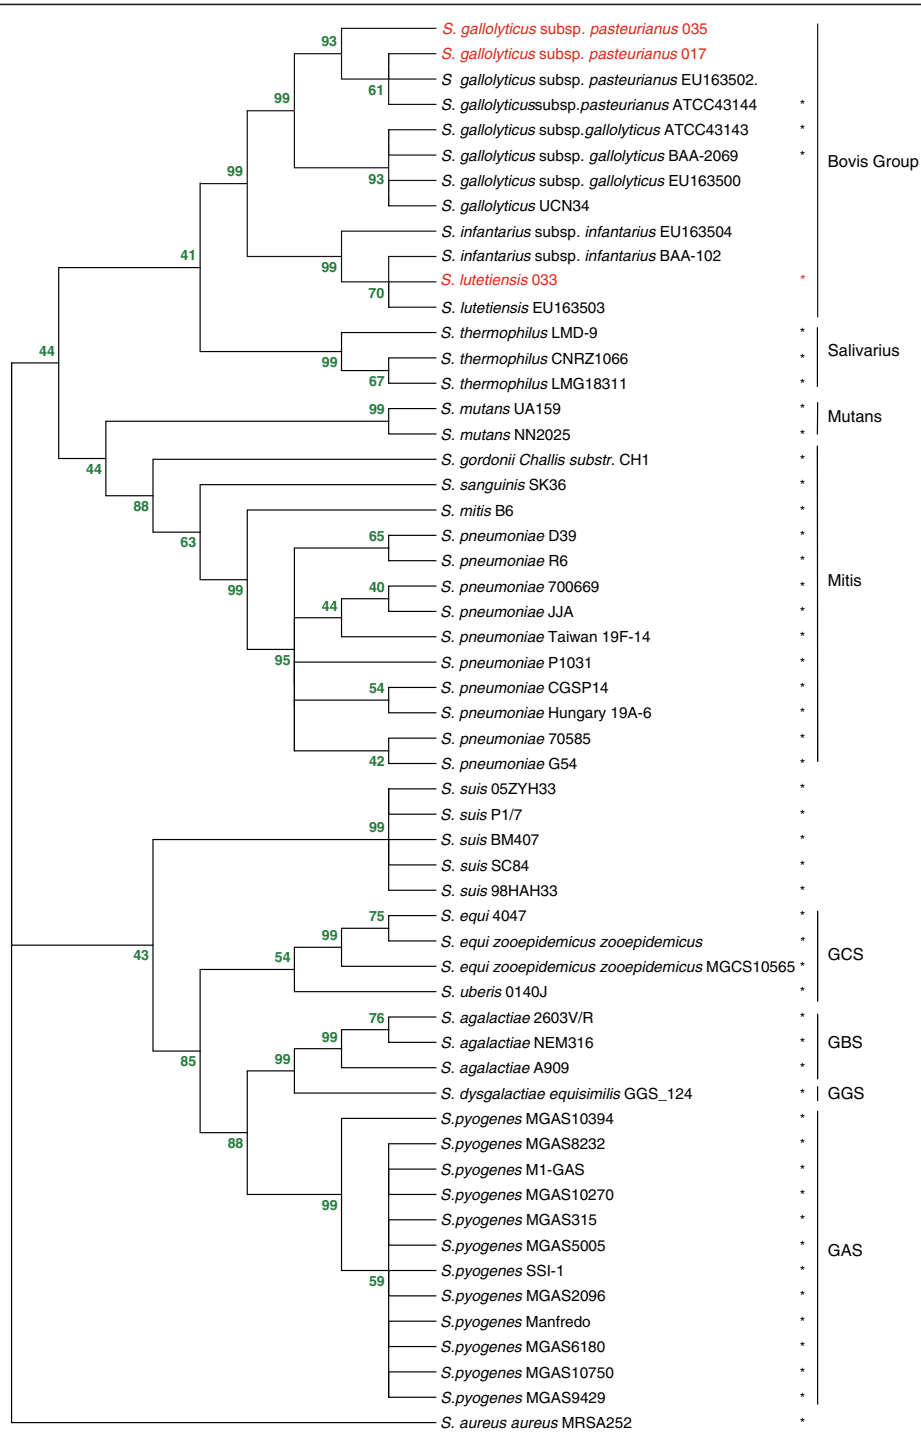 93 S. gallolyticus subsp. pasteurianus 035
S. gallolyticus subsp. pasteurianus 017
S gallolyticus subsp. pasteurianus EU163502.
61
S. gallolyticussubsp.pasteurianus ATCC43144 *
99
S. gallolyticus subsp.gallolyticus ATCC43143 *
S. gallolyticus subsp. gallolyticus BAA-2069 *
Bovis Group
99
93
S. gallolyticus subsp. gallolyticus EU163500
S. gallolyticus UCN34
S. infantarius subsp. infantarius EU163504
41
S. infantarius subsp. infantarius BAA-102
99
S. lutetiensis 033 *
70
S. lutetiensis EU163503
S. thermophilus LMD-9 *
44
Salivarius
99
S. thermophilus CNRZ1066 *
67
S. thermophilus LMG18311 *
99
S. mutans UA159 *
Mutans
S. mutans NN2025 *
44
S. gordonii Challis substr. CH1 *
88
S. sanguinis SK36 *
S. mitis B6 *
63
65
S. pneumoniae D39 *
S. pneumoniae R6 *
Mitis
99
40
S. pneumoniae 700669 *
44
S. pneumoniae JJA *
S. pneumoniae Taiwan 19F-14 *
95
S. pneumoniae P1031 *
54
S. pneumoniae CGSP14 *
S. pneumoniae Hungary 19A-6 *
S. pneumoniae 70585 *
42
S. pneumoniae G54 *
S. suis 05ZYH33 *
S. suis P1/7 *
99
S. suis BM407 *
S. suis SC84 *
S. suis 98HAH33 *
75
S. equi 4047 *
99
S. equi zooepidemicus zooepidemicus *
43
54
GCS
S. equi zooepidemicus zooepidemicus MGCS10565 *
S. uberis 0140J *
76
S. agalactiae 2603V/R *
99
S. agalactiae NEM316 *
GBS
85
99
S. agalactiae A909 *
S. dysgalactiae equisimilis GGS_124 *
GGS
S.pyogenes MGAS10394 *
88
S.pyogenes MGAS8232 *
S.pyogenes M1-GAS *
S.pyogenes MGAS10270 *
99
S.pyogenes MGAS315 *
S.pyogenes MGAS5005 *
GAS
S.pyogenes SSI-1 *
59
S.pyogenes MGAS2096 *
S.pyogenes Manfredo *
S.pyogenes MGAS6180 *
S.pyogenes MGAS10750 *
S.pyogenes MGAS9429 *
S. aureus aureus MRSA252 *